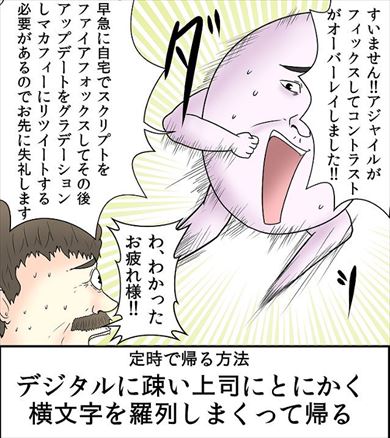 すいません!!アジャイルが
フィックスしてコントラスト
がオーバーレイしました!!
早急に自宅でスクリプトを
ファイアフォックスしてその後
アップデートをグラデーション
しマカフィーにリツイートする
必要があるのでお先に失礼します
わ、わかった
お疲れ様!!
定時で帰る方法
デジタルに疎い上司にとにかく
横文字を羅列しまくって帰る